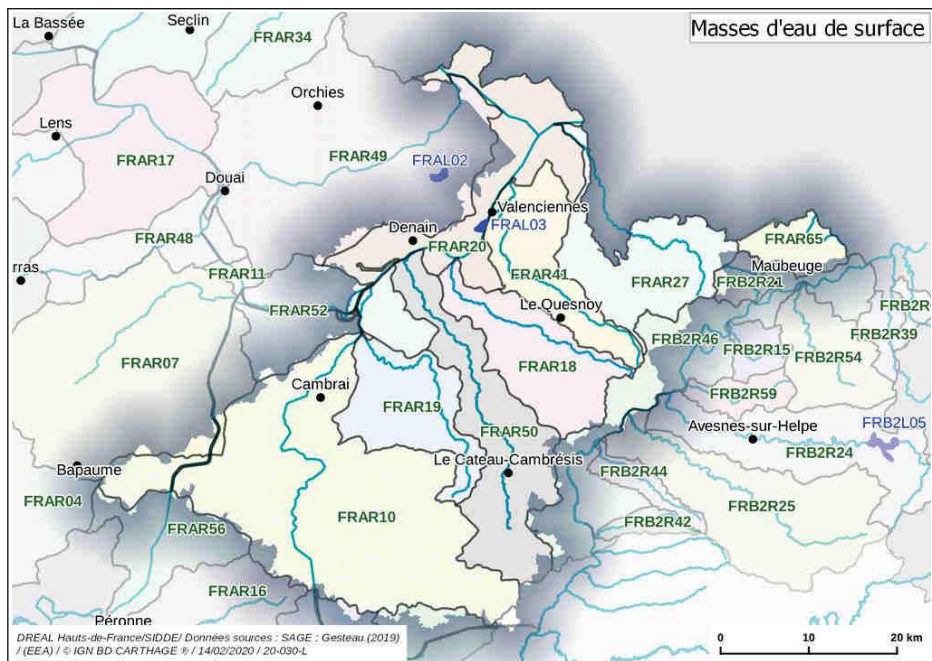 Masses d'eau de surface
La Bassée
Seclin
FRAR34
Orchies
Lens
FRAR17
FRAR49
FRAL02
Douai
Valenciennes
FRAL03
Denain
FRAR48
FRAR20
FRAR65
rras
FRAR11
FRAR41
FRAR27
Maubeuge
FRB2R21
FRAR52
Le Quesnoy
FRB2R46
FRB2R15
FRB2R39
FRAR07
FRAR18
FRB2R54
Cambrai
FRAR19
FRB2R59
Avesnes-sur-Helpe
FRB2L05
FRAR50
FRB2R24
Bapaume
Le Cateau-Cambrésis
FRB2R44
FRAR04
FRB2R25
FRAR10
FRAR56
FRB2R42
FRAR16
Péronne
DREAL Hauts-de-France/SIDDE/ Données sources : SAGE : Gesteau (2019)
/ (EEA) / © IGN BD CARTHAGE ® / 14/02/2020 / 20-030-L
0 10 20 km